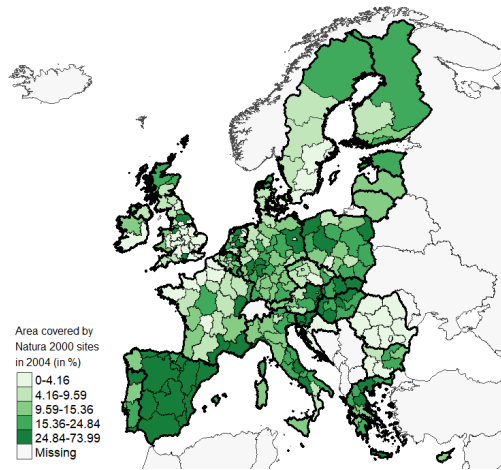 Area covered by
Natura 2000 sites
in 2004 (in %)
0-4.16
4.16-9.59
9.59-15.36
15.36-24.84
24.84-73.99
Missing